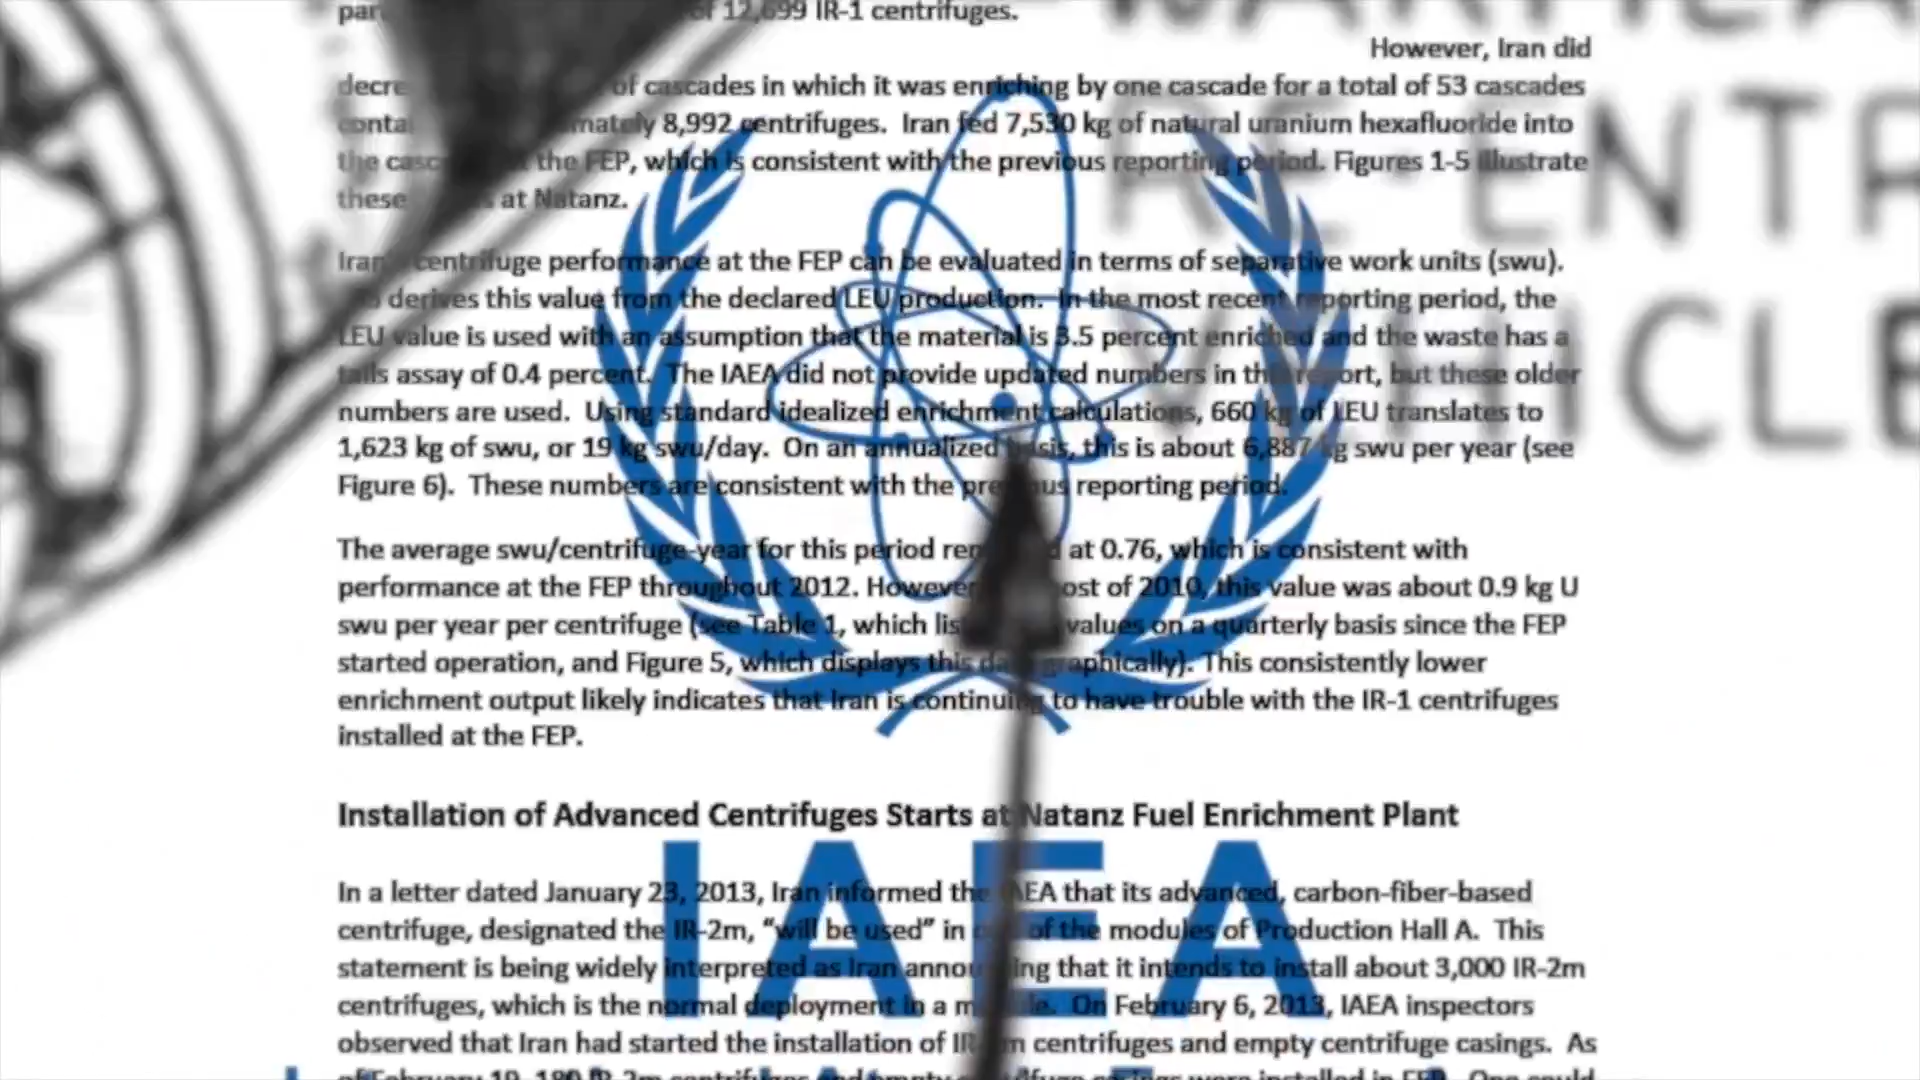 12,699 IR-1 centrifuges.
However, Iran did
of cascades in which it was enriching by one cascade for a total of 53 cascades
8,992 centrifuges. Iran fed 7,530 kg of natural uranium hexafluoride into
the FEP, which is consistent with the previous reporting period. Figures 1-5 illustrate
these at Natanz.
centrifuge performance at the FEP can be evaluated in terms of separative work units (swu).
derives this value from the declared LEU production. In the most recent reporting period, the
LEU value is used with an assumption that the material is 3.5 percent enriched and the waste has a
tails assay of 0.4 percent. The IAEA did not provide updated numbers in this report, but these older
numbers are used. Using standard idealized enrichment calculations, 660 kg of LEU translates to
1,623 kg of swu, or 19 kg swu/day. On an annualized basis, this is about 6,887 kg swu per year (see
Figure 6). These numbers are consistent with the previous reporting period.
The average swu/centrifuge-year for this period at 0.76, which is consistent with
performance at the FEP throughout 2012. However of 2010, this value was about 0.9 kg U
swu per year per centrifuge (see Table 1, which values on a quarterly basis since the FEP
started operation, and Figure 5, which displays this data graphically). This consistently lower
enrichment output likely indicates that Iran is continuing to have trouble with the IR-1 centrifuges
installed at the FEP.
Installation of Advanced Centrifuges Starts at Natanz Fuel Enrichment Plant
In a letter dated January 23, 2013, Iran informed the IAEA that its advanced, carbon-fiber-based
centrifuge, designated the IR-2m, “will be used” in of the modules of Production Hall A. This
statement is being widely interpreted as Iran announcing that it intends to install about 3,000 IR-2m
centrifuges, which is the normal deployment in a On February 6, 2013, IAEA inspectors
observed that Iran had started the installation of centrifuges and empty centrifuge casings. As
IAEA